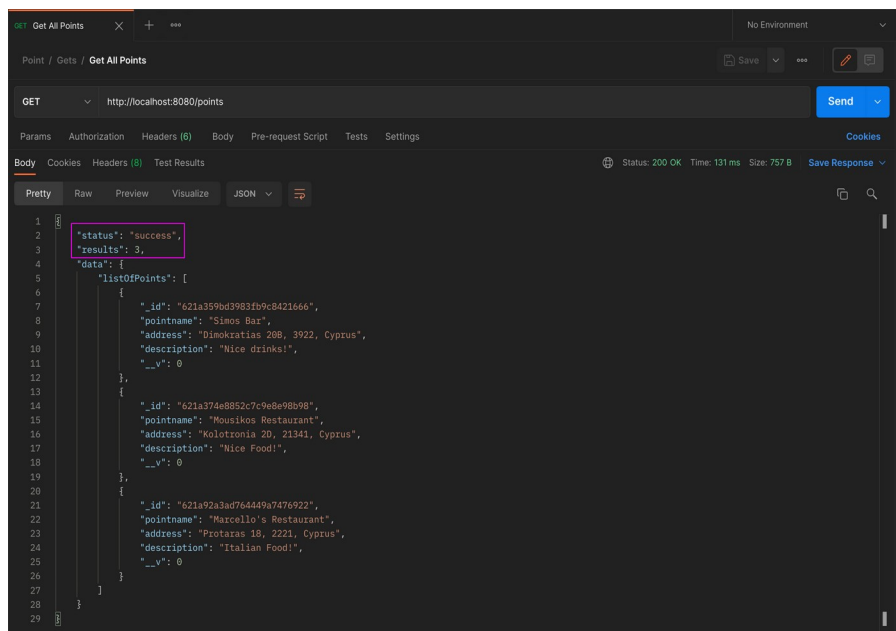 GET Get All Points No Environment
Point / Gets / Get All Points Save
GET http://localhost:8080/points Send
Params Authorization Headers (6) Body Pre-request Script Tests Settings Cookies
Body Cookies Headers (8) Test Results Status: 200 OK Time: 131 ms Size: 757 B Save Response
Pretty Raw Preview Visualize JSON
1 {
2 "status": "success",
3 "results": 3,
4 "data": {
5 "listOfPoints": [
6 {
7 "_id": "621a359bd3983fb9c8421666",
8 "pointname": "Simos Bar",
9 "address": "Dimokratias 20B, 3922, Cyprus",
10 "description": "Nice drinks!",
11 "__v": 0
12 },
13 {
14 "_id": "621a374e8852c7c9e8e98b98",
15 "pointname": "Mousikos Restaurant",
16 "address": "Kolotronia 2D, 21341, Cyprus",
17 "description": "Nice Food!",
18 "__v": 0
19 },
20 {
21 "_id": "621a92a3ad764449a7476922",
22 "pointname": "Marcello's Restaurant",
23 "address": "Protaras 18, 2221, Cyprus",
24 "description": "Italian Food!",
25 "__v": 0
26 }
27 ]
28 }
29 }